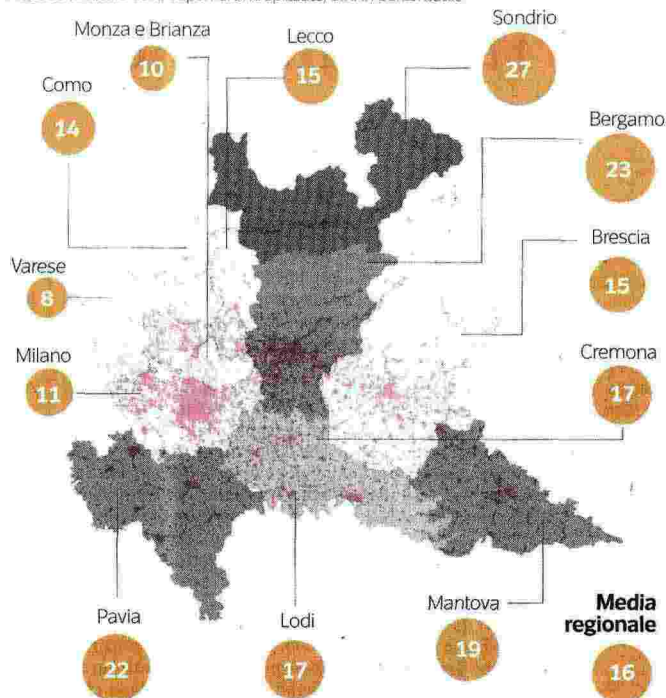 Monza e Brianza
10
Lecco
15
Sondrio
27
Como
14
Bergamo
23
Varese
8
Brescia
15
Milano
11
Cremona
17
Pavia
22
Lodi
17
Mantova
19
Media
regionale
16